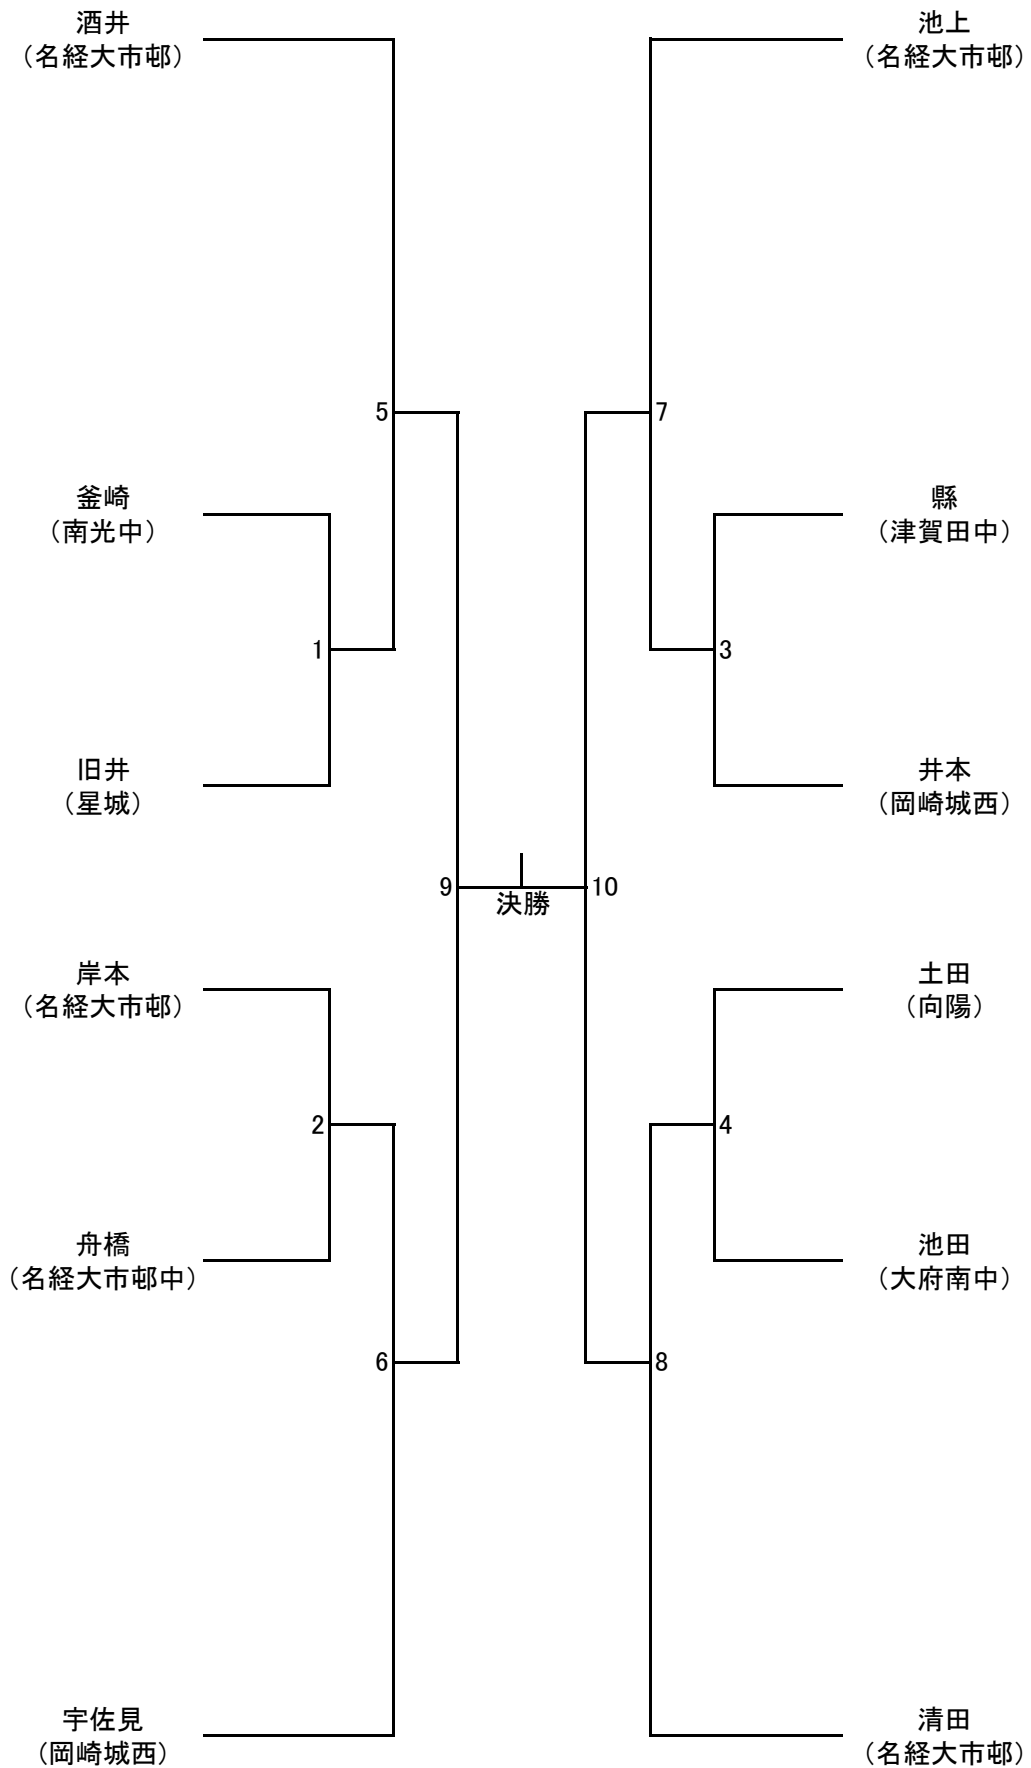 酒井
（名経大市邨）
池上
（名経大市邨）
5
7
釜崎
（南光中）
縣
（津賀田中）
1
3
旧井
（星城）
井本
（岡崎城西）
9
10
決勝
岸本
（名経大市邨）
土田
（向陽）
2
4
舟橋
（名経大市邨中）
池田
（大府南中）
6
8
宇佐見
（岡崎城西）
清田
（名経大市邨）